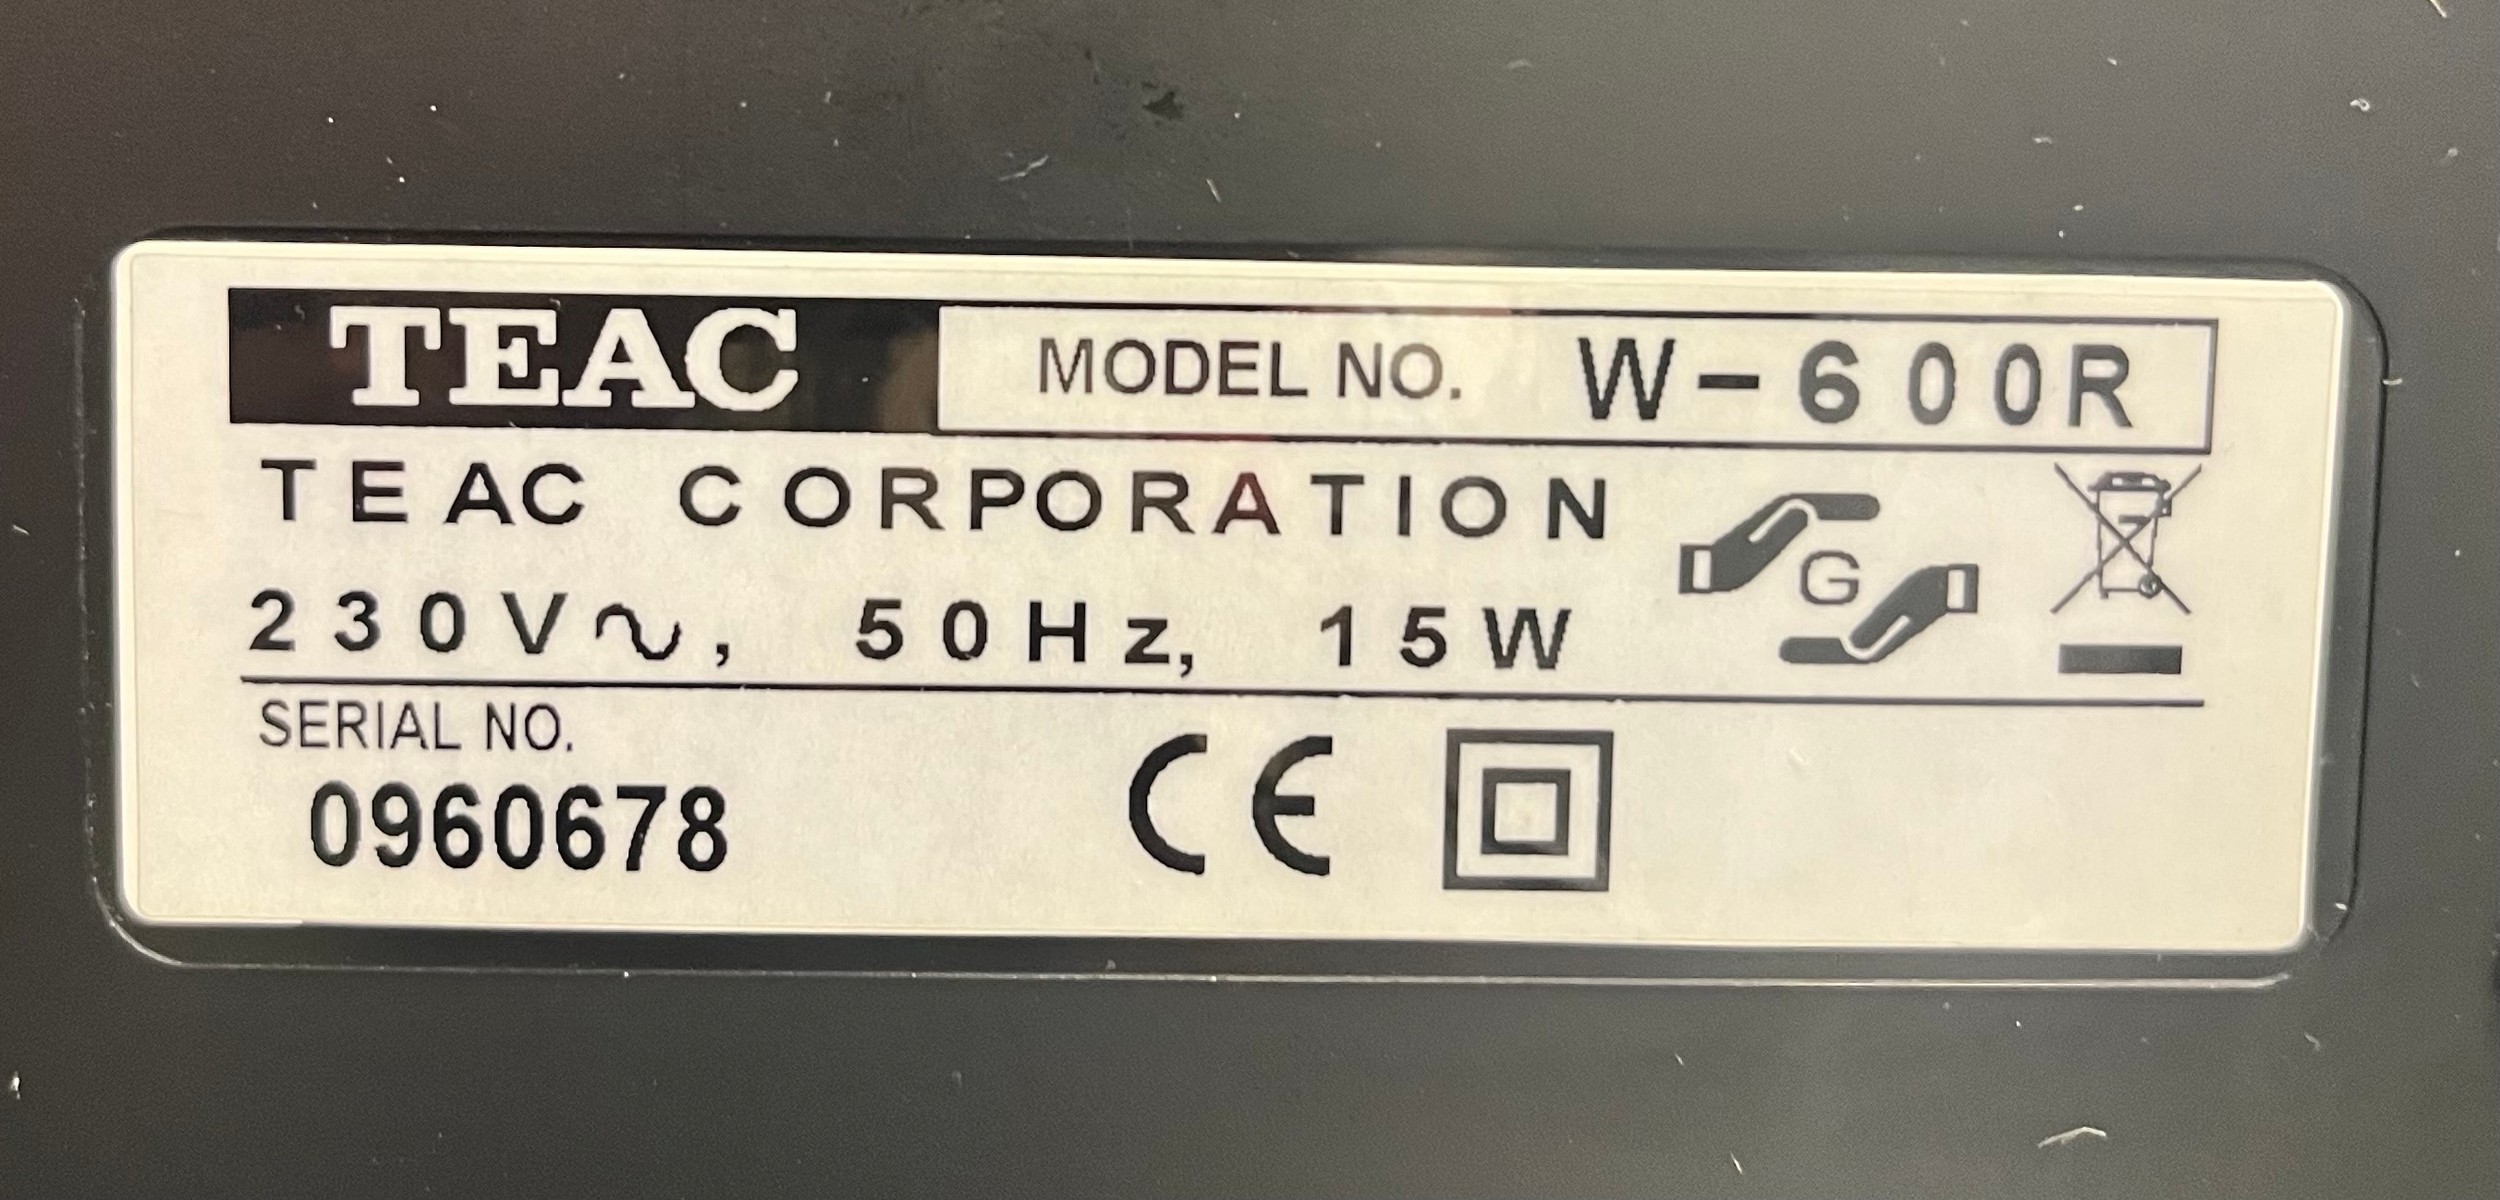 TEAC MODEL NO. W-600R
TEAC CORPORATION
G
230V∿, 50Hz, 15W
SERIAL NO.
0960678
CE